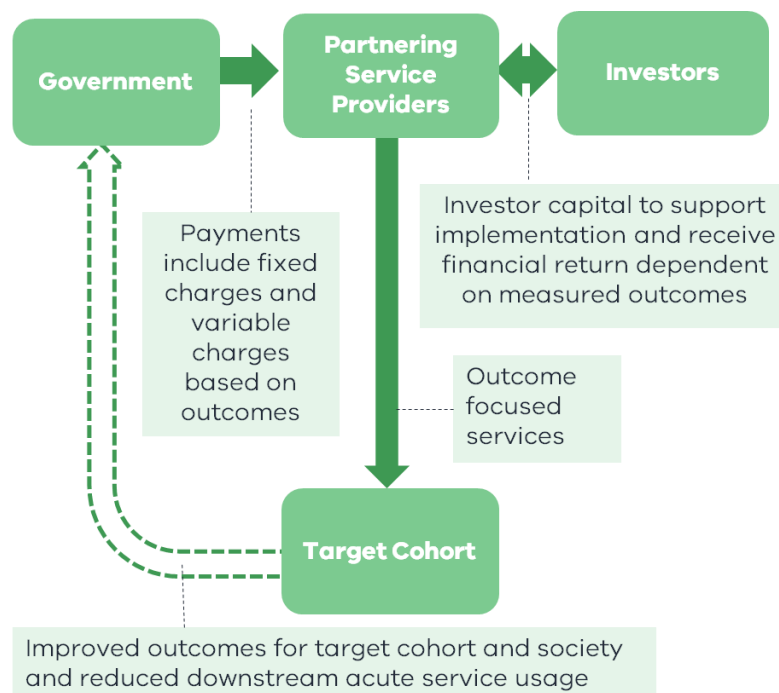 Government
Partnering
Service
Providers
Investors
Payments
include fixed
charges and
variable
charges
based on
outcomes
Investor capital to support
implementation and receive
financial return dependent
on measured outcomes
Outcome
focused
services
Target Cohort
Improved outcomes for target cohort and society
and reduced downstream acute service usage